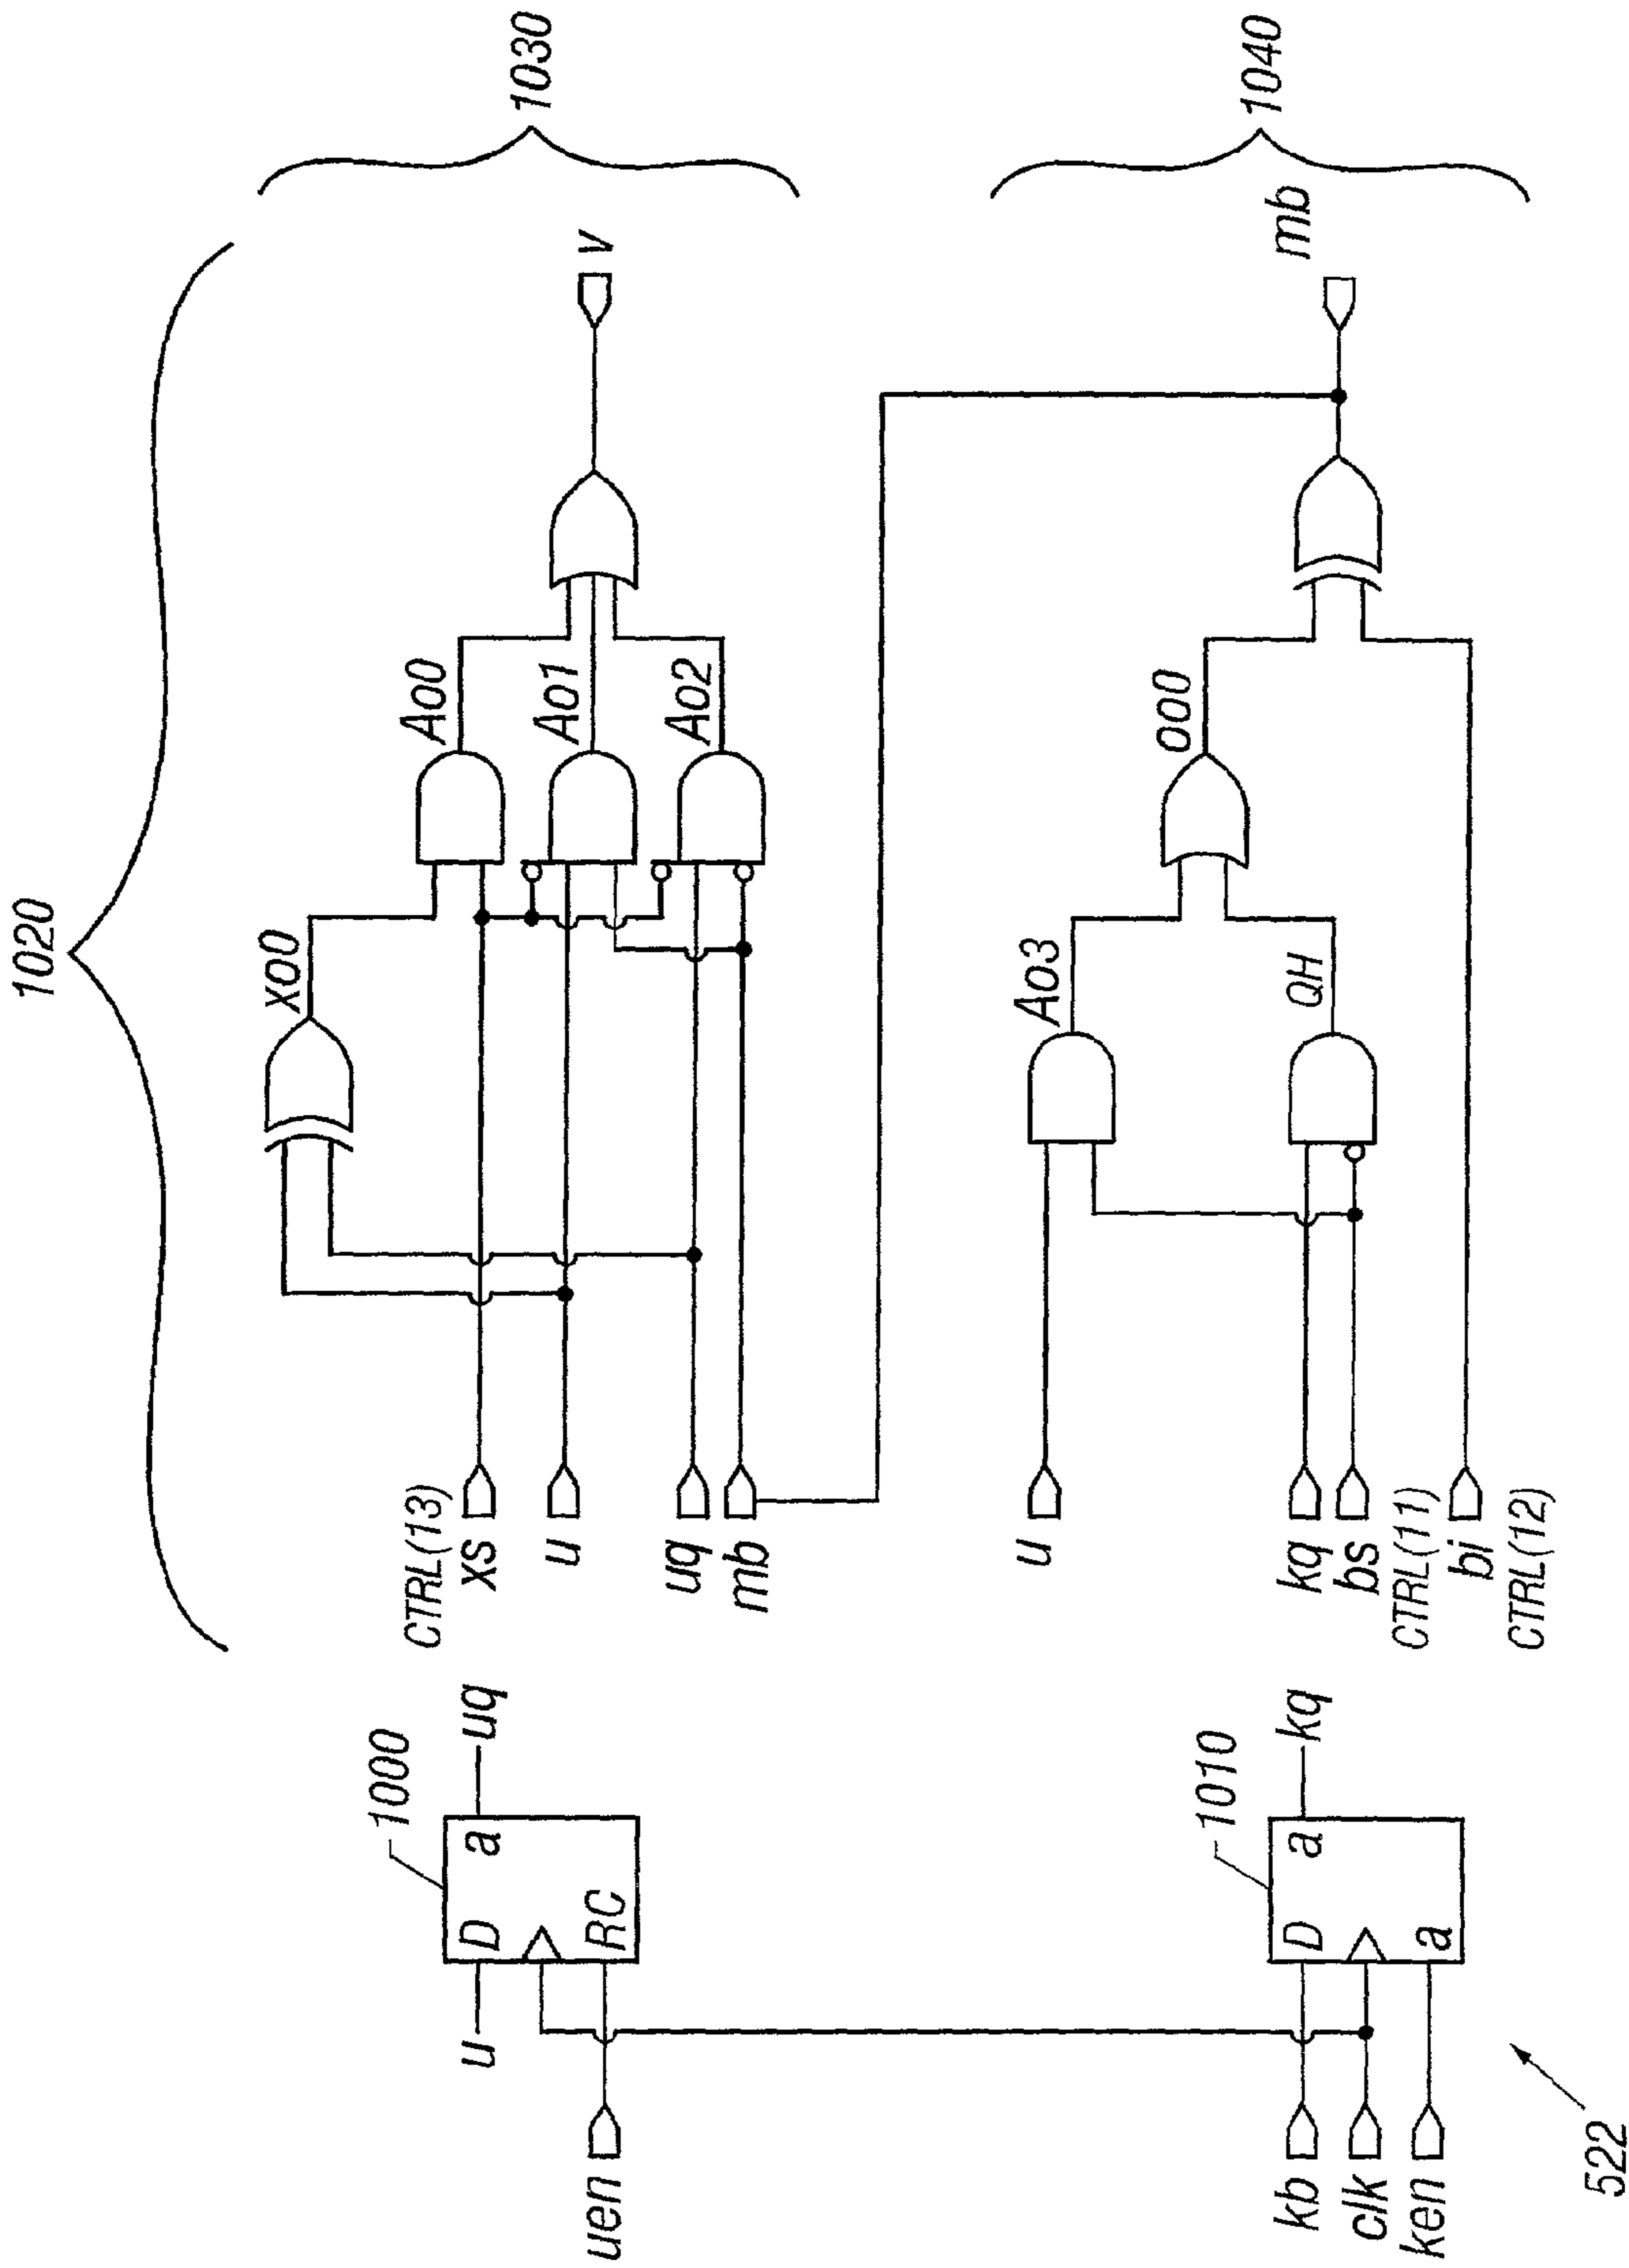 1020
1030
1040
CTRL(13)
xs
u
uq
mb
xo0
Ao0
Ao1
Ao2
v
u
kq
bs
CTRL(11)
bi
CTRL(12)
Ao3
QH
oo0
mb
1000
u
D
a
uq
RC
uen
1010
kb
D
a
kq
clk
ken
a
522